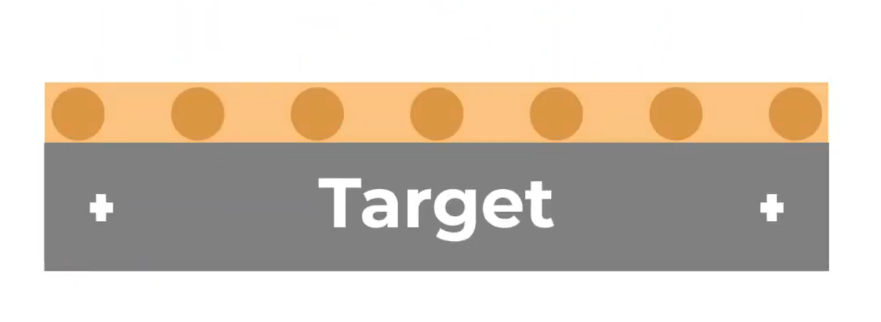 + Target +